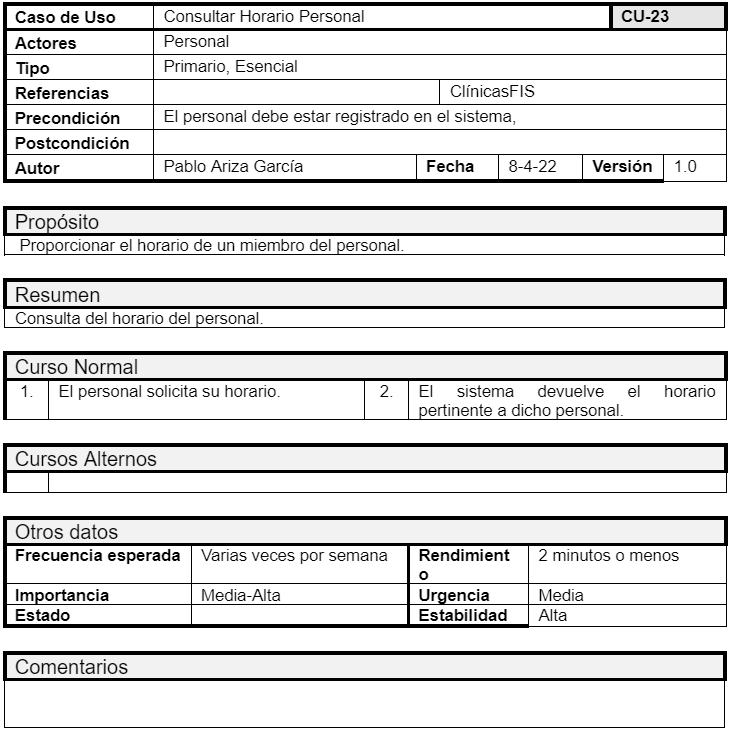 Caso de Uso Consultar Horario Personal CU-23
Actores Personal
Tipo Primario, Esencial
Referencias ClínicasFIS
Precondición El personal debe estar registrado en el sistema,
Postcondición
Autor Pablo Ariza García Fecha 8-4-22 Versión 1.0
Propósito
Proporcionar el horario de un miembro del personal.
Resumen
Consulta del horario del personal.
Curso Normal
1. El personal solicita su horario. 2. El sistema devuelve el horario
pertinente a dicho personal.
Cursos Alternos
Otros datos
Frecuencia esperada Varias veces por semana Rendimient 2 minutos o menos
o
Importancia Media-Alta Urgencia Media
Estado Estabilidad Alta
Comentarios